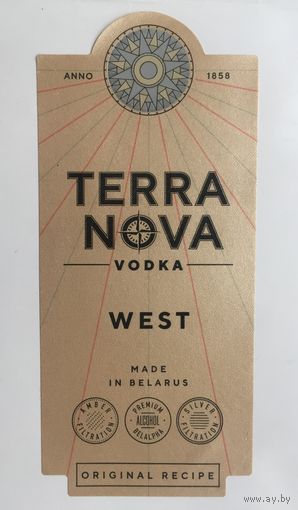 ANNO 1858
TERRA
NOVA
VODKA
WEST
MADE
IN BELARUS
AMBER FILTRATION
PREMIUM ALCOHOL BELALPHA
SILVER FILTRATION
ORIGINAL RECIPE
© www.ay.by